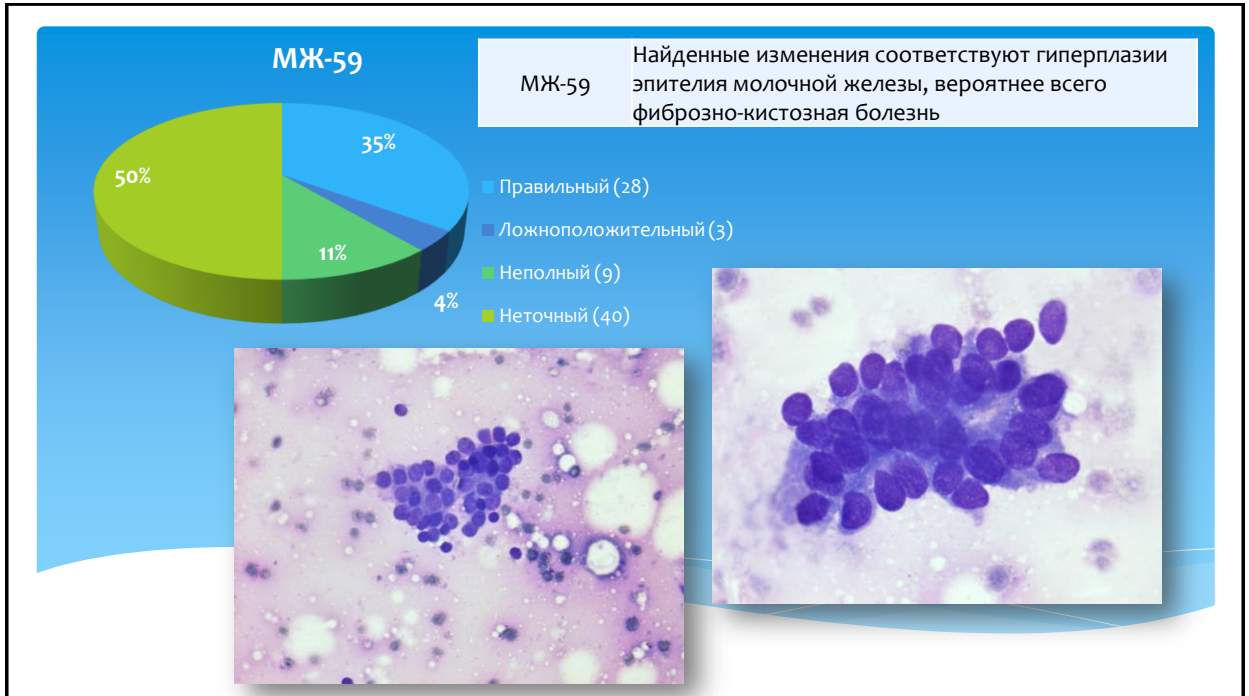 МЖ-59
МЖ-59
Найденные изменения соответствуют гиперплазии
эпителия молочной железы, вероятнее всего
фиброзно-кистозная болезнь
35%
50%
11%
4%
Правильный (28)
Ложноположительный (3)
Неполный (9)
Неточный (40)